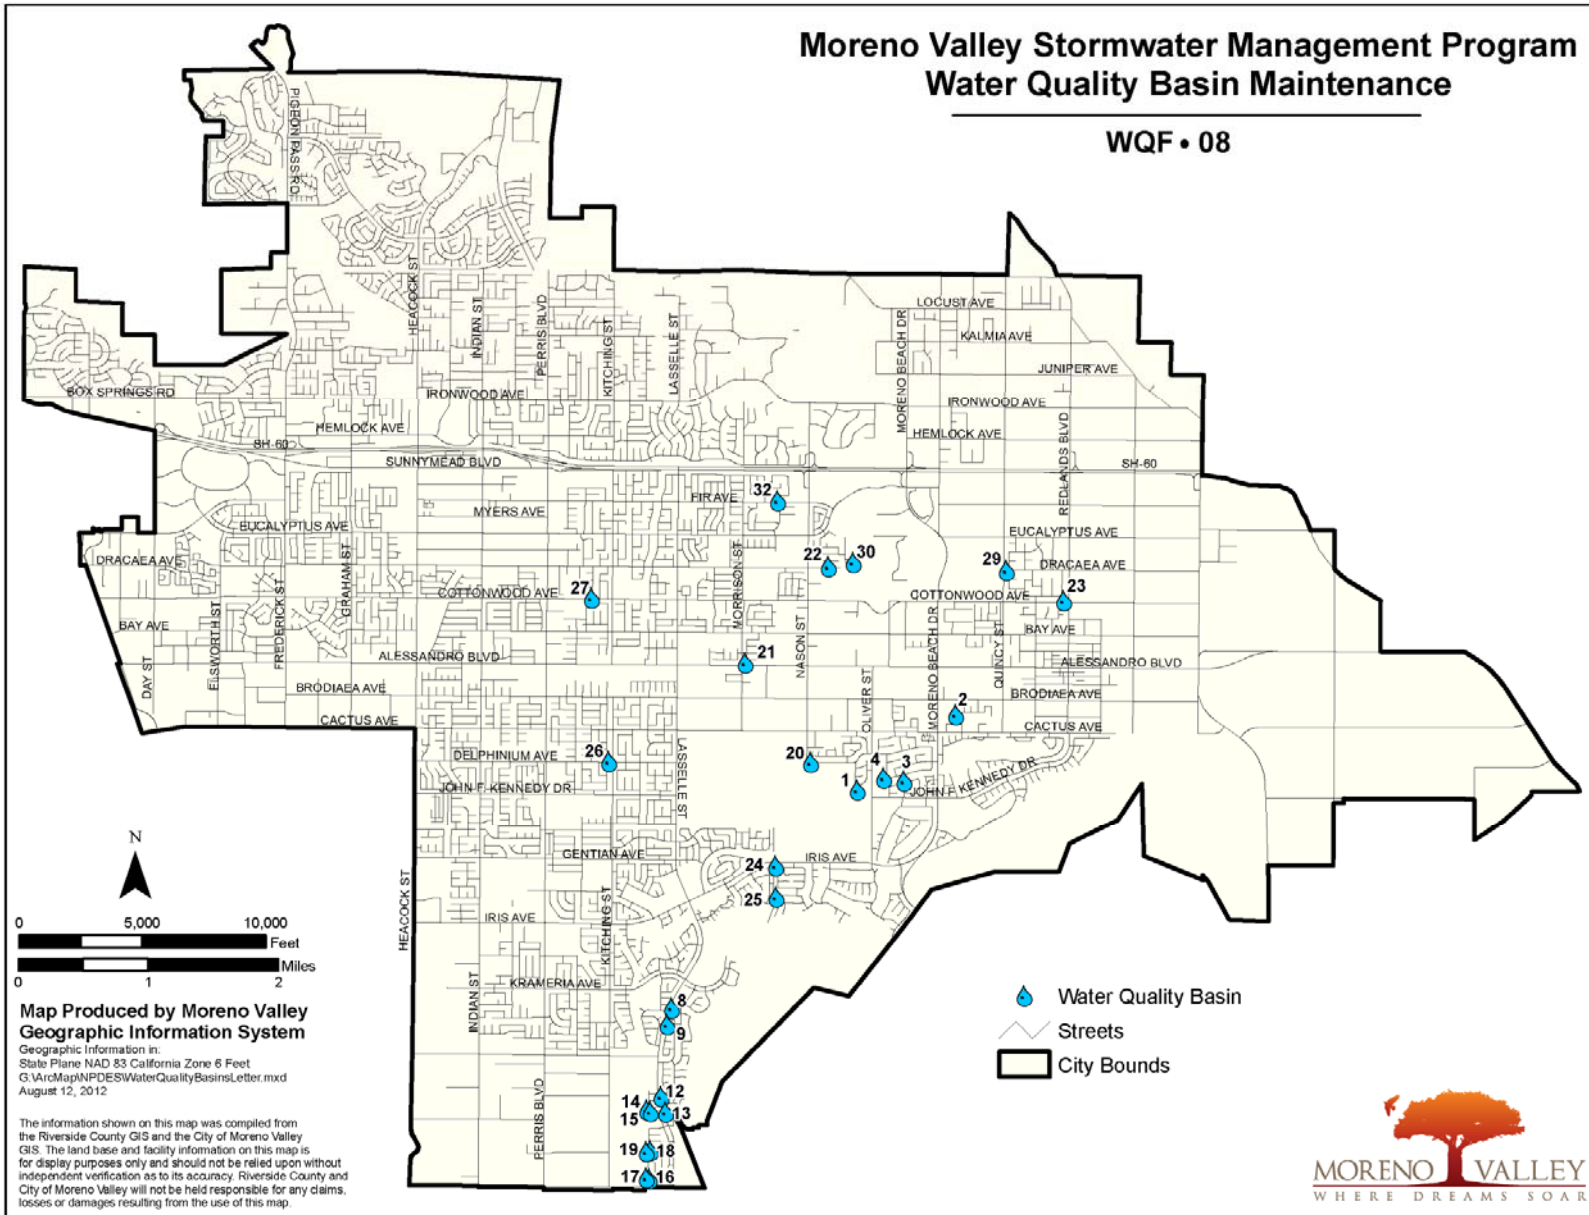 Moreno Valley Stormwater Management Program
Water Quality Basin Maintenance
WQF • 08
PIGEON PASS RD
HEACOCK ST
INDIAN ST
PERRIS BLVD
KITCHING ST
LASSELLE ST
MORENO BEACH DR
LOCUST AVE
KALMIA AVE
JUNIPER AVE
BOX SPRINGS RD
IRONWOOD AVE
IRONWOOD AVE
HEMLOCK AVE
HEMLOCK AVE
SH-60
SUNNYMEAD BLVD
SH-60
REDLANDS BLVD
32
FIR AVE
MYERS AVE
EUCALYPTUS AVE
EUCALYPTUS AVE
DRACAEA AVE
22
30
29
DRACAEA AVE
GRAHAM ST
MORRISON ST
27
COTTONWOOD AVE
COTTONWOOD AVE
23
FREDERICK ST
ELSWORTH ST
BAY AVE
BAY AVE
DAY ST
ALESSANDRO BLVD
21
NASON ST
OLIVER ST
MORENO BEACH DR
QUINCY ST
ALESSANDRO BLVD
BRODIAEA AVE
BRODIAEA AVE
2
CACTUS AVE
CACTUS AVE
DELPHINIUM AVE
26
LASSELLE ST
20
4
3
1
JOHN F KENNEDY DR
JOHN F KENNEDY DR
GENTIAN AVE
24
IRIS AVE
25
HEACOCK ST
IRIS AVE
KITCHING ST
KRAMERIA AVE
INDIAN ST
8
9
PERRIS BLVD
12
14
15
13
19
18
17
16
N
0 5,000 10,000
Feet
Miles
0 1 2
Map Produced by Moreno Valley
Geographic Information System
Geographic Information in:
State Plane NAD 83 California Zone 6 Feet
G:\ArcMap\NPDES\WaterQualityBasinsLetter.mxd
August 12, 2012
The information shown on this map was compiled from
the Riverside County GIS and the City of Moreno Valley
GIS. The land base and facility information on this map is
for display purposes only and should not be relied upon without
independent verification as to its accuracy. Riverside County and
City of Moreno Valley will not be held responsible for any claims,
losses or damages resulting from the use of this map.
Water Quality Basin
Streets
City Bounds
MORENO VALLEY
WHERE DREAMS SOAR